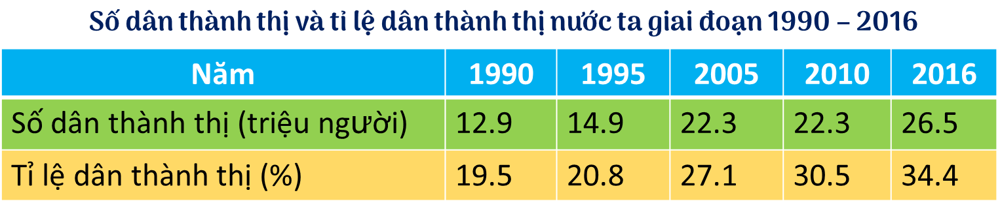 Số dân thành thị và tỉ lệ dân thành thị nước ta giai đoạn 1990 – 2016
Năm 1990 1995 2005 2010 2016
Số dân thành thị (triệu người) 12.9 14.9 22.3 22.3 26.5
Tỉ lệ dân thành thị (%) 19.5 20.8 27.1 30.5 34.4